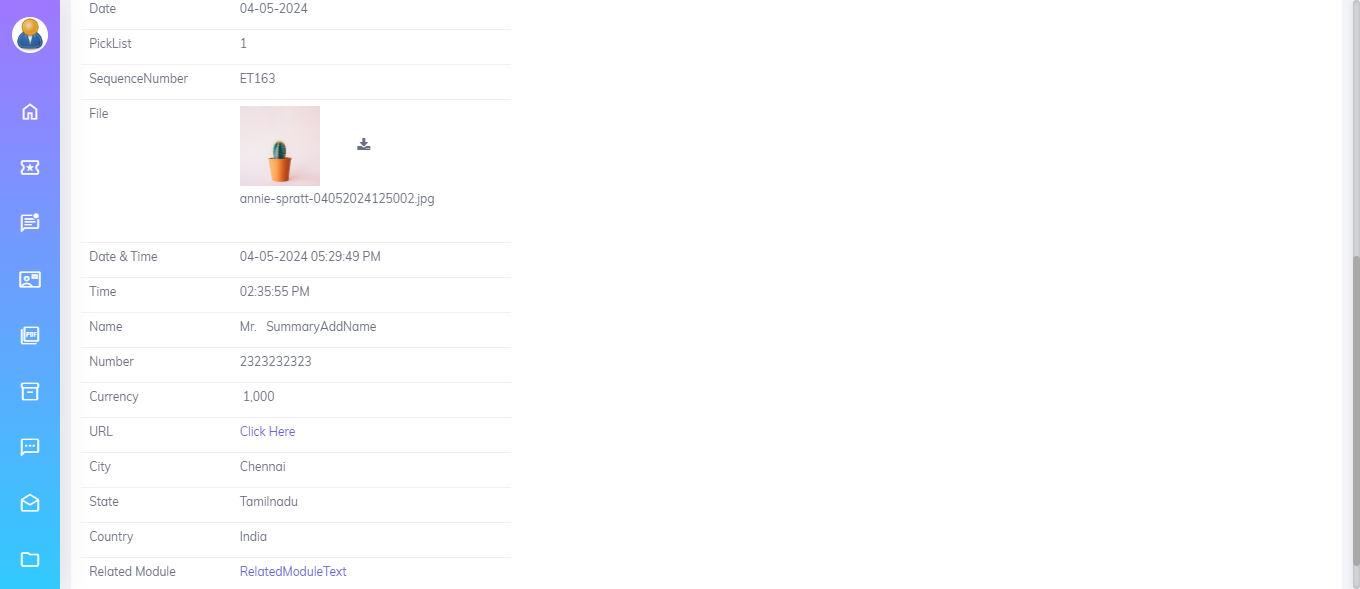 Date 04-05-2024
PickList 1
SequenceNumber ET163
File
annie-spratt-04052024125002.jpg
Date & Time 04-05-2024 05:29:49 PM
Time 02:35:55 PM
Name Mr. SummaryAddName
Number 2323232323
Currency 1,000
URL Click Here
City Chennai
State Tamilnadu
Country India
Related Module RelatedModuleText
PDF